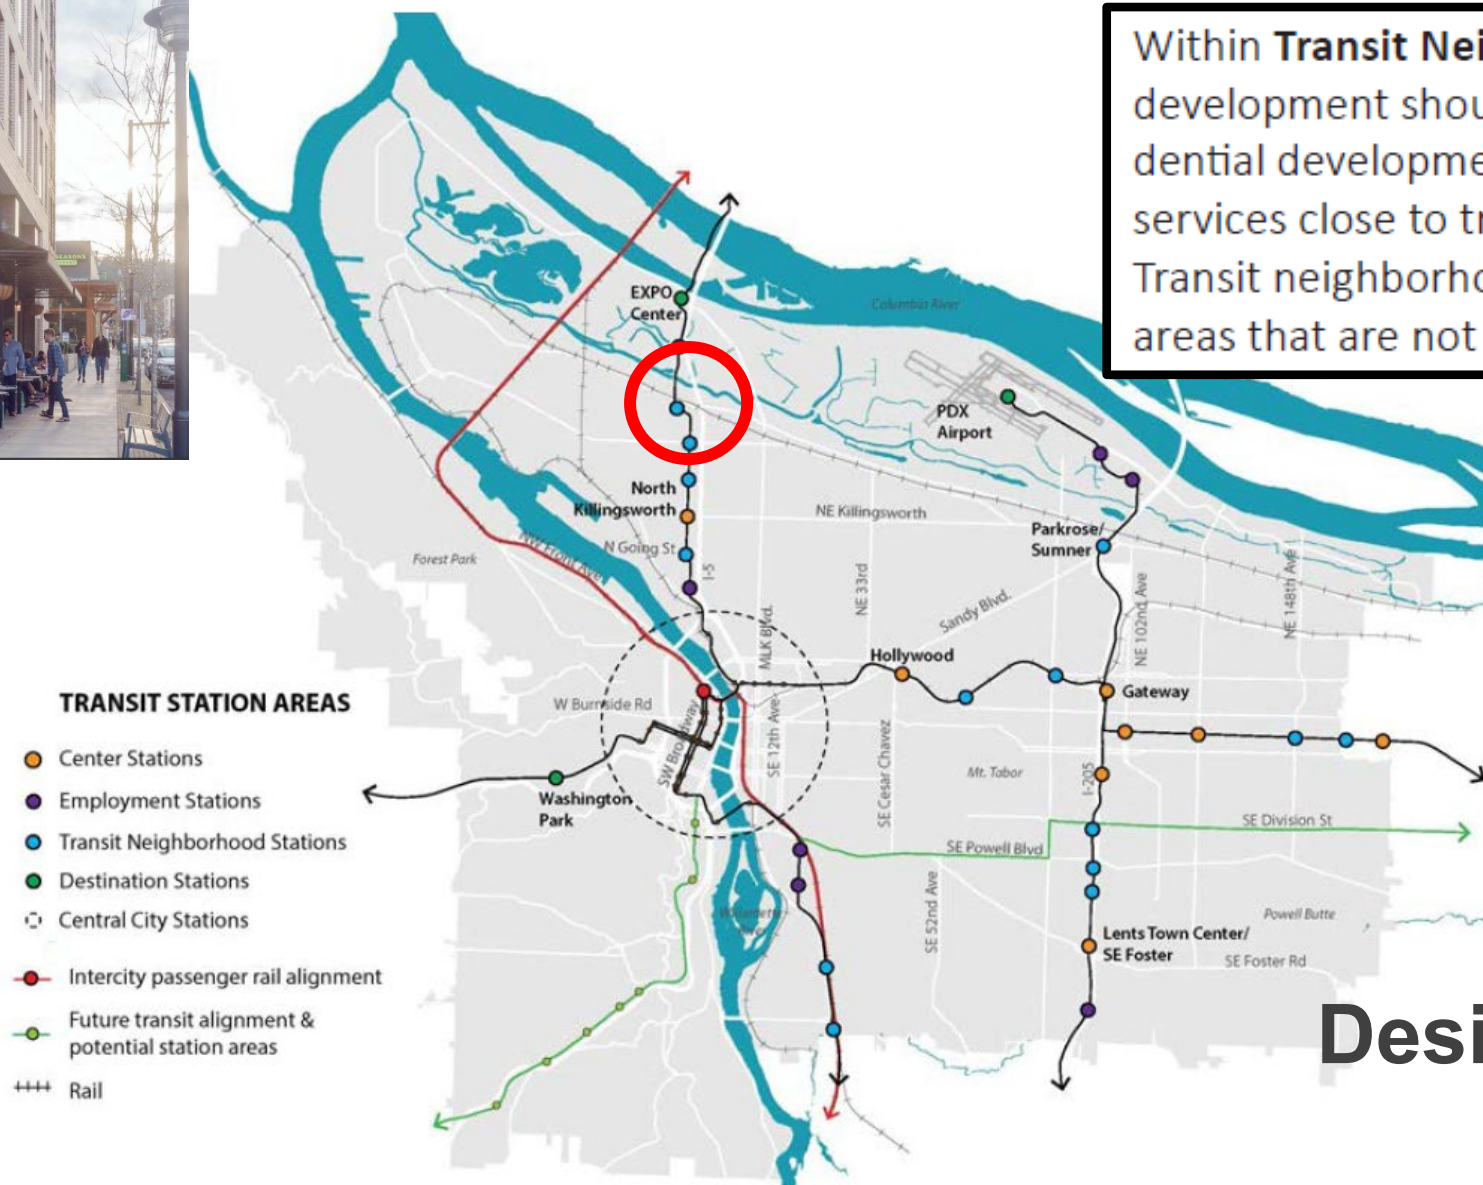 SEASONS
Within Transit Nei
development shou
dential developme
services close to tr
Transit neighborho
areas that are not
Columbia River
EXPO
Center
PDX
Airport
North
Killingsworth
NE Killingsworth
Parkrose/
Sumner
N Going St
NW Front Ave
Forest Park
I-5
NE 33rd
Sandy Blvd.
NE 102nd Ave
NE 148th Ave
MLK Blvd.
Hollywood
Gateway
W Burnside Rd
SW Broadway
SE 12th Ave
SE Cesar Chavez
Mt. Tabor
I-205
Washington
Park
SE Division St
SE Powell Blvd
SE 52nd Ave
Powell Butte
Willamette
River
Lents Town Center/
SE Foster
SE Foster Rd
TRANSIT STATION AREAS
Center Stations
Employment Stations
Transit Neighborhood Stations
Destination Stations
Central City Stations
Intercity passenger rail alignment
Future transit alignment &
potential station areas
Rail
Desi